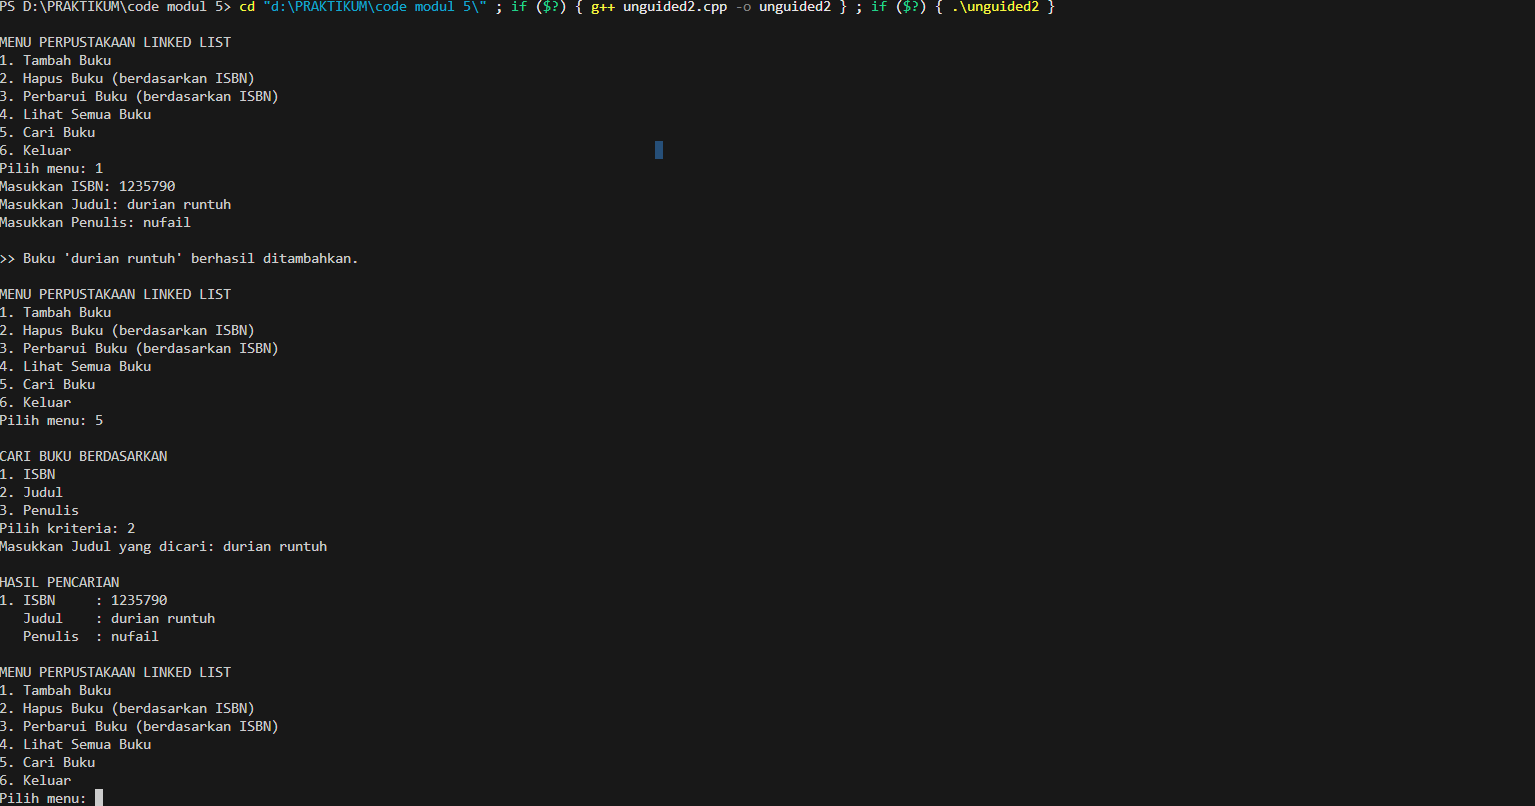 PS D:\PRAKTIKUM\code modul 5> cd "d:\PRAKTIKUM\code modul 5\" ; if ($?) { g++ unguided2.cpp -o unguided2 } ; if ($?) { .\unguided2 }
MENU PERPUSTAKAAN LINKED LIST
1. Tambah Buku
2. Hapus Buku (berdasarkan ISBN)
3. Perbarui Buku (berdasarkan ISBN)
4. Lihat Semua Buku
5. Cari Buku
6. Keluar
Pilih menu: 1
Masukkan ISBN: 1235790
Masukkan Judul: durian runtuh
Masukkan Penulis: nufail
>> Buku 'durian runtuh' berhasil ditambahkan.
MENU PERPUSTAKAAN LINKED LIST
1. Tambah Buku
2. Hapus Buku (berdasarkan ISBN)
3. Perbarui Buku (berdasarkan ISBN)
4. Lihat Semua Buku
5. Cari Buku
6. Keluar
Pilih menu: 5
CARI BUKU BERDASARKAN
1. ISBN
2. Judul
3. Penulis
Pilih kriteria: 2
Masukkan Judul yang dicari: durian runtuh
HASIL PENCARIAN
1. ISBN     : 1235790
   Judul    : durian runtuh
   Penulis  : nufail
MENU PERPUSTAKAAN LINKED LIST
1. Tambah Buku
2. Hapus Buku (berdasarkan ISBN)
3. Perbarui Buku (berdasarkan ISBN)
4. Lihat Semua Buku
5. Cari Buku
6. Keluar
Pilih menu: